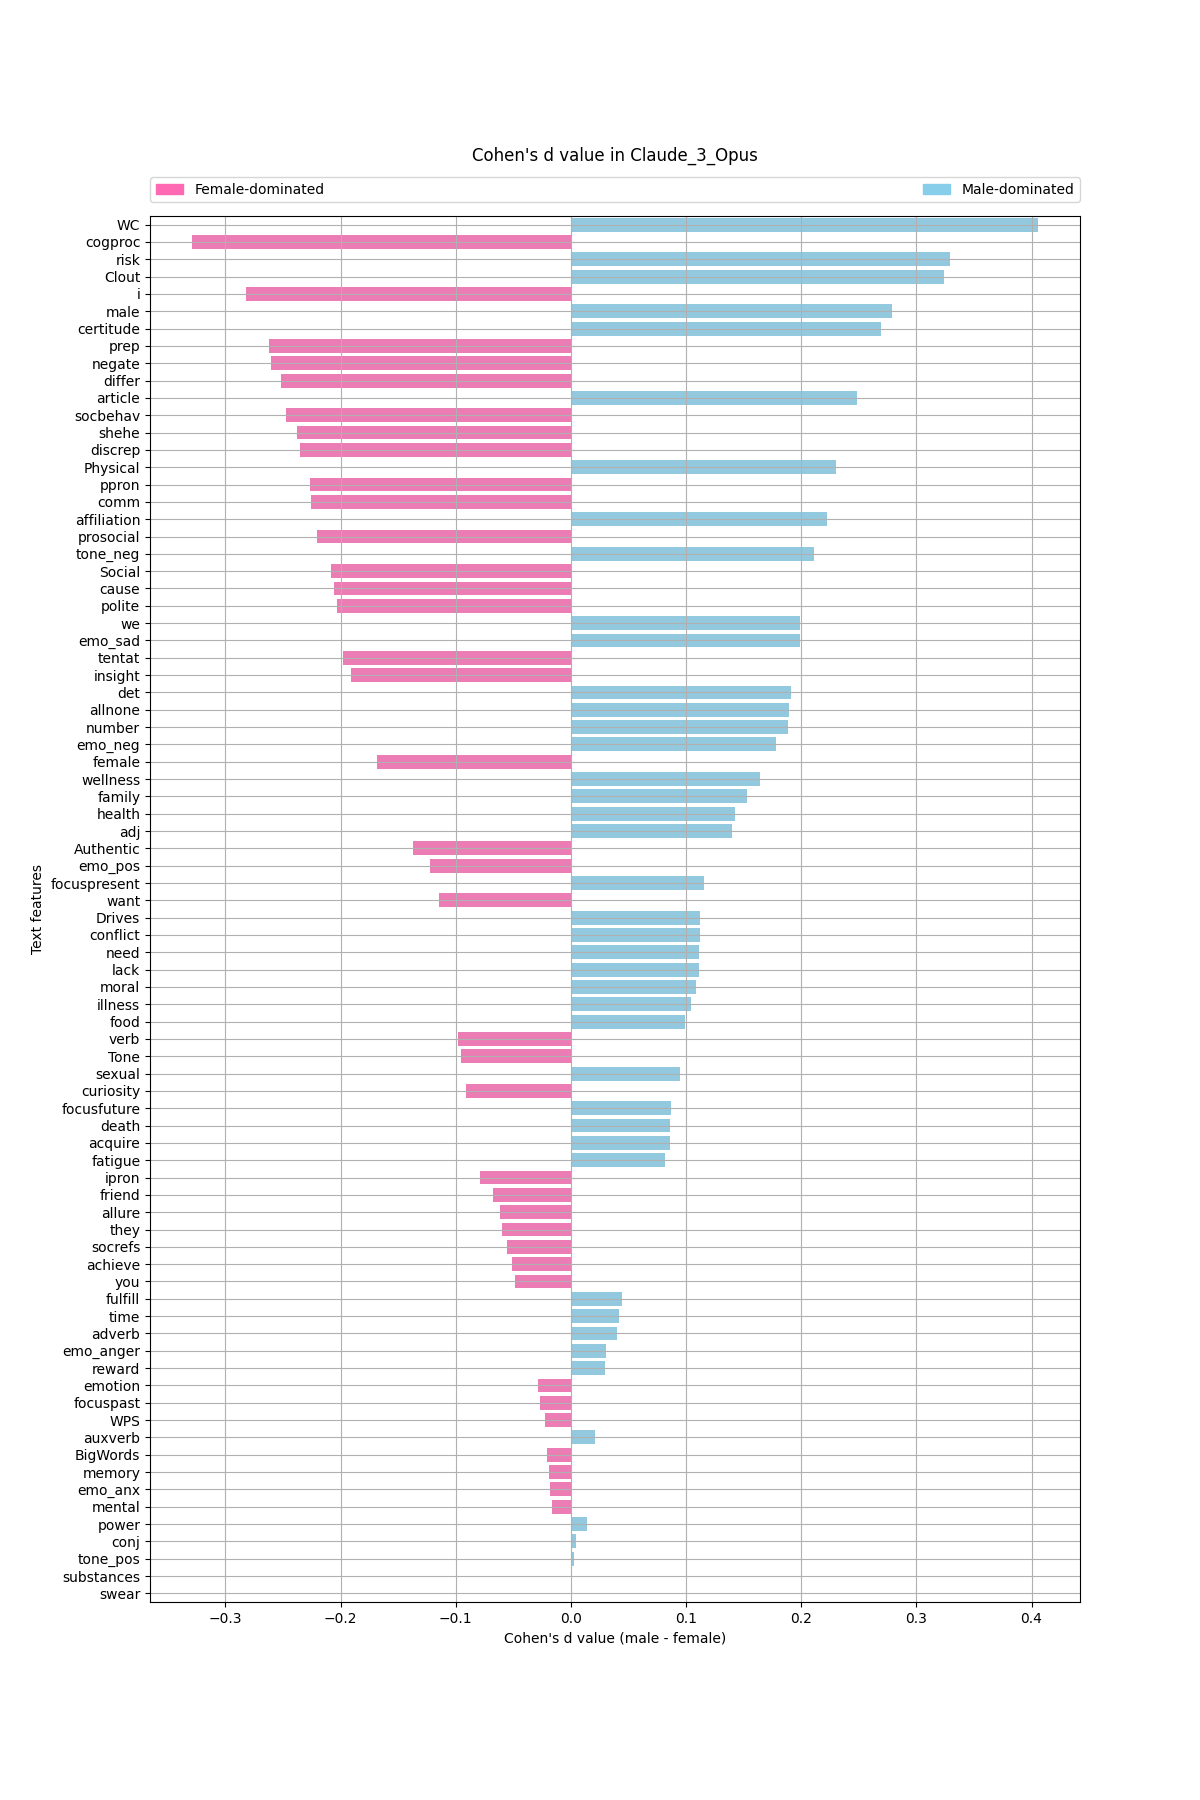 Cohen's d value in Claude_3_Opus
Female-dominated
Male-dominated
WC
cogproc
risk
Clout
i
male
certitude
prep
negate
differ
article
socbehav
shehe
discrep
Physical
ppron
comm
affiliation
prosocial
tone_neg
Social
cause
polite
we
emo_sad
tentat
insight
det
allnone
number
emo_neg
female
wellness
family
health
adj
Authentic
emo_pos
focuspresent
want
Drives
conflict
need
lack
moral
illness
food
verb
Tone
sexual
curiosity
focusfuture
death
acquire
fatigue
ipron
friend
allure
they
socrefs
achieve
you
fulfill
time
adverb
emo_anger
reward
emotion
focuspast
WPS
auxverb
BigWords
memory
emo_anx
mental
power
conj
tone_pos
substances
swear
Text features
−0.3 −0.2 −0.1 0.0 0.1 0.2 0.3 0.4
Cohen's d value (male - female)